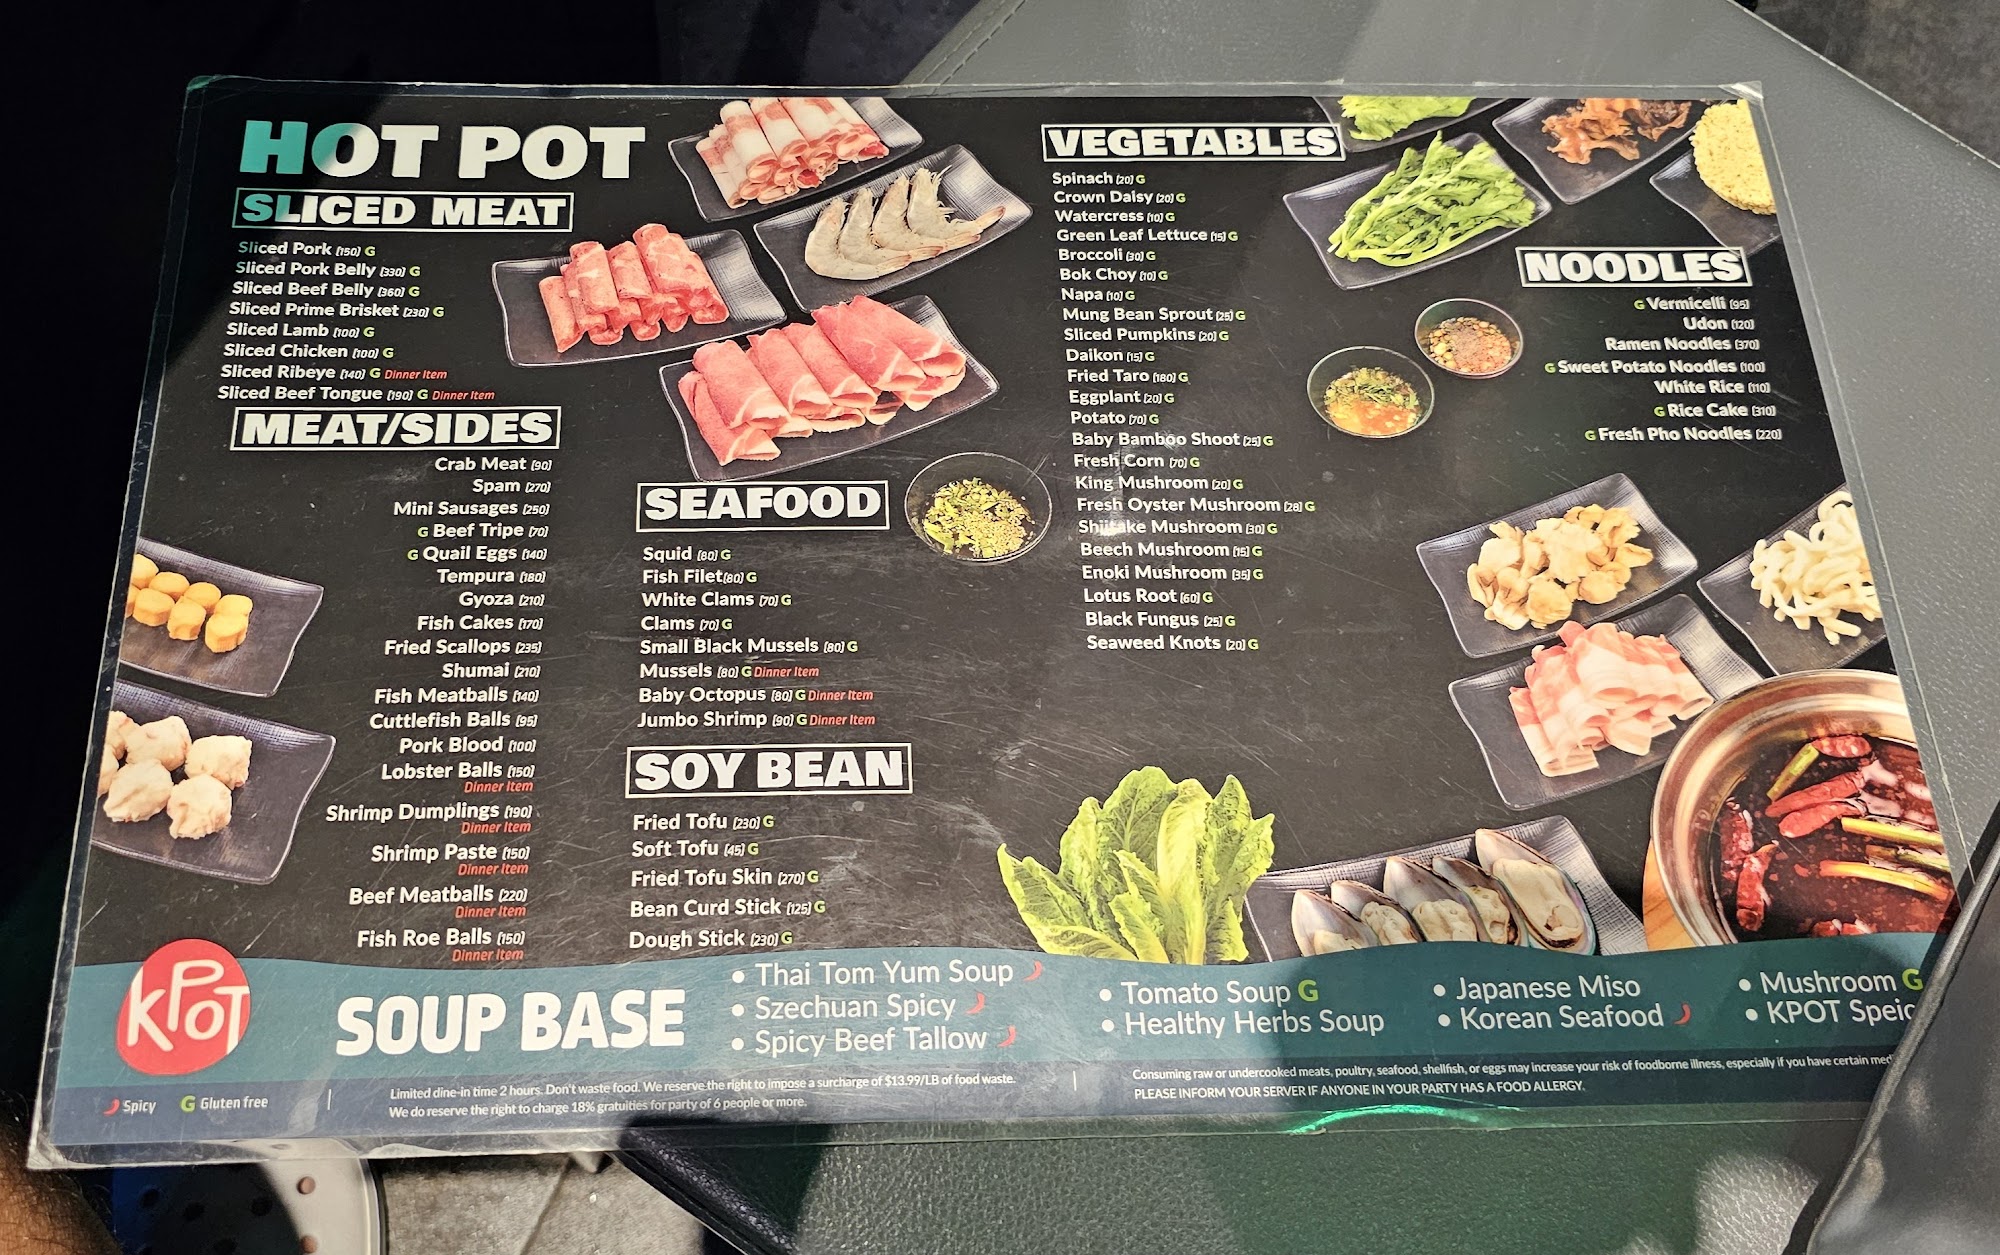 HOT POT
SLICED MEAT
Sliced Pork (150) G
Sliced Pork Belly (330) G
Sliced Beef Belly (360) G
Sliced Prime Brisket (230) G
Sliced Lamb (100) G
Sliced Chicken (100) G
Sliced Ribeye (140) G Dinner Item
Sliced Beef Tongue (190) G Dinner Item
MEAT/SIDES
Crab Meat (90)
Spam (270)
Mini Sausages (250)
G Beef Tripe (70)
G Quail Eggs (140)
Tempura (180)
Gyoza (210)
Fish Cakes (170)
Fried Scallops (235)
Shumai (210)
Fish Meatballs (140)
Cuttlefish Balls (95)
Pork Blood (100)
Lobster Balls (150)
Dinner Item
Shrimp Dumplings (190)
Dinner Item
Shrimp Paste (150)
Dinner Item
Beef Meatballs (220)
Dinner Item
Fish Roe Balls (150)
Dinner Item
SEAFOOD
Squid (80) G
Fish Filet(80) G
White Clams (70) G
Clams (70) G
Small Black Mussels (80) G
Mussels (80) G Dinner Item
Baby Octopus (80) G Dinner Item
Jumbo Shrimp (90) G Dinner Item
SOY BEAN
Fried Tofu (230) G
Soft Tofu (45) G
Fried Tofu Skin (270) G
Bean Curd Stick (125) G
Dough Stick (230) G
VEGETABLES
Spinach (20) G
Crown Daisy (20) G
Watercress (10) G
Green Leaf Lettuce (15) G
Broccoli (30) G
Bok Choy (10) G
Napa (10) G
Mung Bean Sprout (25) G
Sliced Pumpkins (20) G
Daikon (15) G
Fried Taro (180) G
Eggplant (20) G
Potato (70) G
Baby Bamboo Shoot (25) G
Fresh Corn (70) G
King Mushroom (20) G
Fresh Oyster Mushroom (28) G
Shiitake Mushroom (30) G
Beech Mushroom (15) G
Enoki Mushroom (35) G
Lotus Root (60) G
Black Fungus (25) G
Seaweed Knots (20) G
NOODLES
G Vermicelli (95)
Udon (120)
Ramen Noodles (370)
G Sweet Potato Noodles (100)
White Rice (110)
G Rice Cake (310)
G Fresh Pho Noodles (220)
KPOT
SOUP BASE
• Thai Tom Yum Soup
• Szechuan Spicy
• Spicy Beef Tallow
• Tomato Soup G
• Healthy Herbs Soup
• Japanese Miso
• Korean Seafood
• Mushroom G
• KPOT Speic
Spicy
G Gluten free
Limited dine-in time 2 hours. Don't waste food. We reserve the right to impose a surcharge of $13.99/LB of food waste.
We do reserve the right to charge 18% gratuities for party of 6 people or more.
Consuming raw or undercooked meats, poultry, seafood, shellfish, or eggs may increase your risk of foodborne illness, especially if you have certain med
PLEASE INFORM YOUR SERVER IF ANYONE IN YOUR PARTY HAS A FOOD ALLERGY.